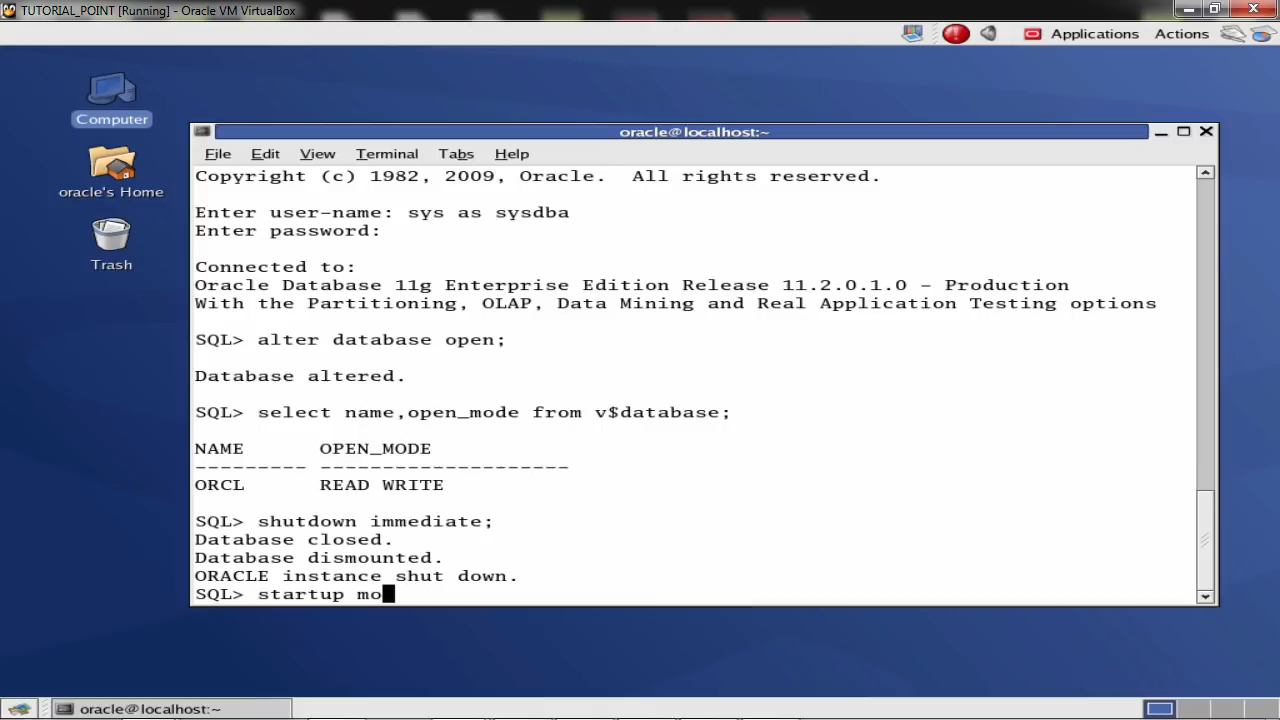 TUTORIAL_POINT [Running] - Oracle VM VirtualBox
Applications Actions
Computer
oracle's Home
Trash
oracle@localhost:~
File Edit View Terminal Tabs Help
Copyright (c) 1982, 2009, Oracle.  All rights reserved.
Enter user-name: sys as sysdba
Enter password:
Connected to:
Oracle Database 11g Enterprise Edition Release 11.2.0.1.0 - Production
With the Partitioning, OLAP, Data Mining and Real Application Testing options
SQL> alter database open;
Database altered.
SQL> select name,open_mode from v$database;
NAME      OPEN_MODE
--------- --------------------
ORCL      READ WRITE
SQL> shutdown immediate;
Database closed.
Database dismounted.
ORACLE instance shut down.
SQL> startup mo
oracle@localhost:~